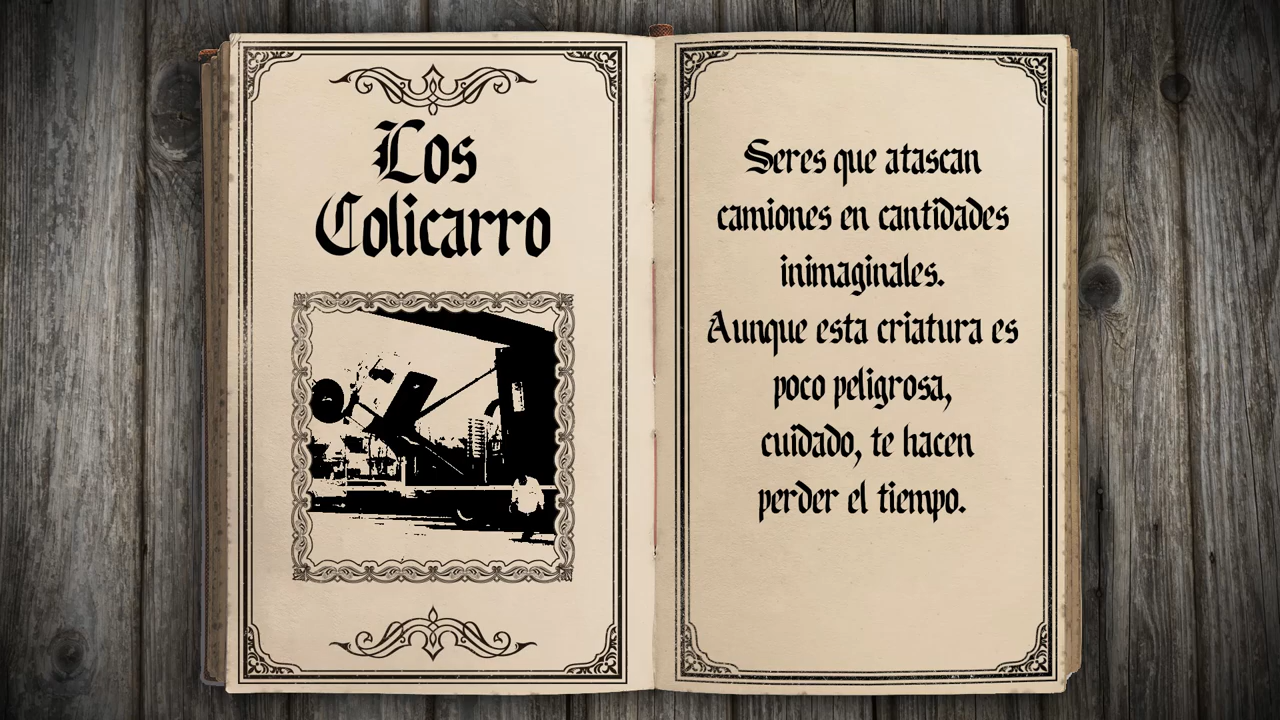 Los
Colicarro
Seres que atascan
camiones en cantidades
inimaginales.
Aunque esta criatura es
poco peligrosa,
cuidado, te hacen
perder el tiempo.